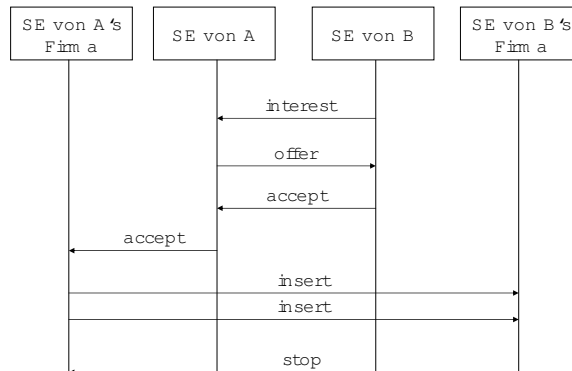 SE von A‘s
Firma
SE von A
SE von B
SE von B‘s
Firma
interest
offer
accept
accept
insert
insert
stop